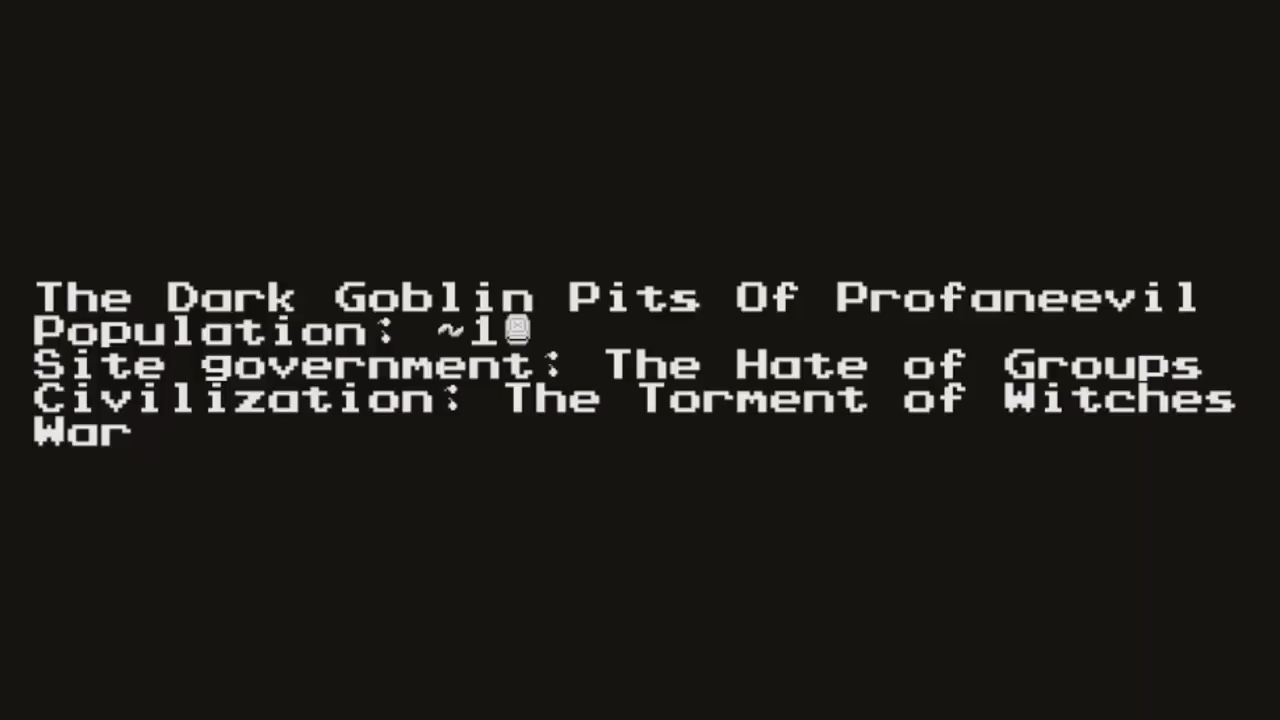 The Dark Goblin Pits Of Profaneevil
Population: ~10
Site government: The Hate of Groups
Civilization: The Torment of Witches
War